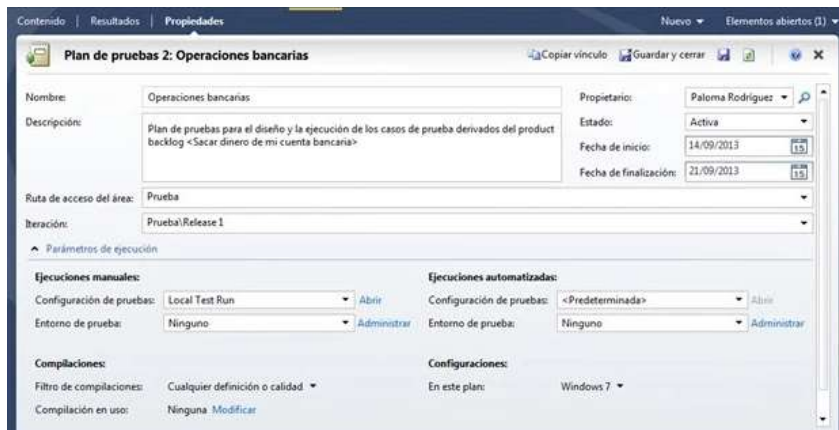 Contenido | Resultados | Propiedades Nuevo Elementos abiertos (1)
Plan de pruebas 2: Operaciones bancarias Copiar vínculo Guardar y cerrar
Nombre: Operaciones bancarias Propietario: Paloma Rodríguez
Descripción: Plan de pruebas para el diseño y la ejecución de los casos de prueba derivados del product Estado: Activa
backlog <Sacar dinero de mi cuenta bancaria> Fecha de inicio: 14/09/2013
Fecha de finalización: 21/09/2013
Ruta de acceso del área: Prueba
Iteración: Prueba\Release 1
Parámetros de ejecución
Ejecuciones manuales: Ejecuciones automatizadas:
Configuración de pruebas: Local Test Run Abrir Configuración de pruebas: <Predeterminada> Abrir
Entorno de prueba: Ninguno Administrar Entorno de prueba: Ninguno Administrar
Compilaciones: Configuraciones:
Filtro de compilaciones: Cualquier definición o calidad En este plan: Windows 7
Compilación en uso: Ninguna Modificar